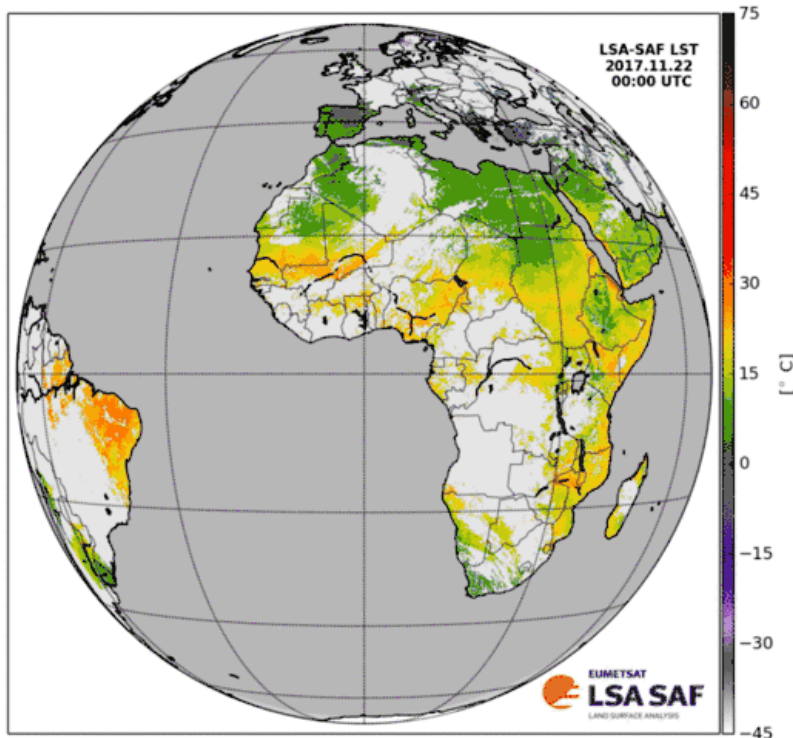 LSA-SAF LST
2017.11.22
00:00 UTC
75
60
45
30
15
0
−15
−30
−45
[° C]
EUMETSAT
LSA SAF
LAND SURFACE ANALYSIS